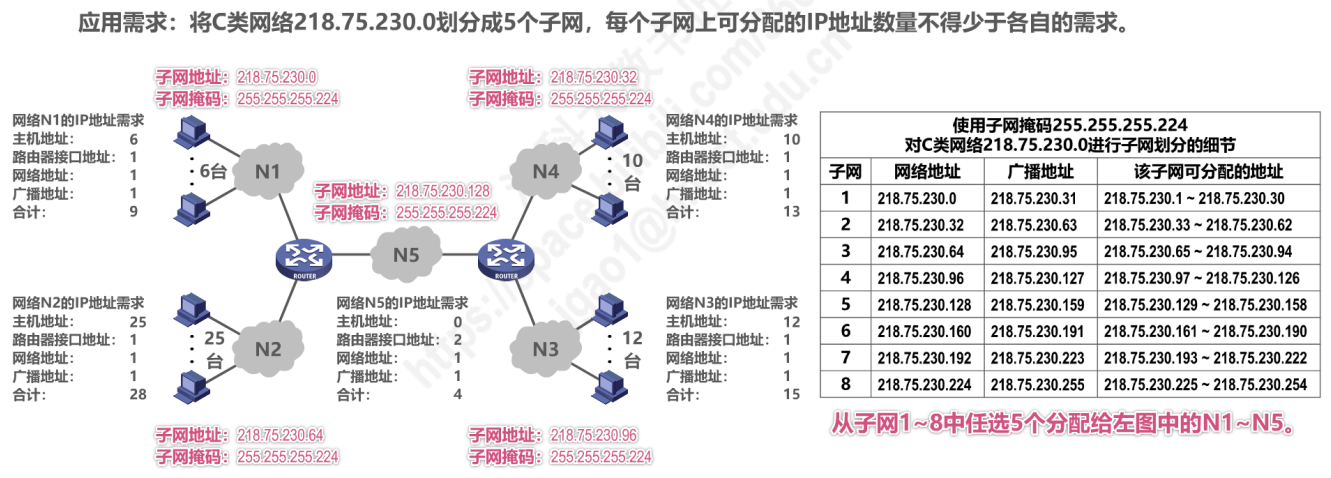 应用需求：将C类网络218.75.230.0划分成5个子网，每个子网上可分配的IP地址数量不得少于各自的需求。
子网地址：218.75.230.0
子网掩码：255.255.255.224
子网地址：218.75.230.32
子网掩码：255.255.255.224
网络N1的IP地址需求
主机地址： 6
路由器接口地址： 1
网络地址： 1
广播地址： 1
合计： 9
6台
N1
子网地址：218.75.230.128
子网掩码：255.255.255.224
N4
10
台
网络N4的IP地址需求
主机地址： 10
路由器接口地址： 1
网络地址： 1
广播地址： 1
合计： 13
ROUTER
N5
ROUTER
网络N2的IP地址需求
主机地址： 25
路由器接口地址： 1
网络地址： 1
广播地址： 1
合计： 28
25
台
N2
网络N5的IP地址需求
主机地址： 0
路由器接口地址： 2
网络地址： 1
广播地址： 1
合计： 4
N3
12
台
网络N3的IP地址需求
主机地址： 12
路由器接口地址： 1
网络地址： 1
广播地址： 1
合计： 15
子网地址：218.75.230.64
子网掩码：255.255.255.224
子网地址：218.75.230.96
子网掩码：255.255.255.224
使用子网掩码255.255.255.224
对C类网络218.75.230.0进行子网划分的细节
子网 网络地址 广播地址 该子网可分配的地址
1 218.75.230.0 218.75.230.31 218.75.230.1 ~ 218.75.230.30
2 218.75.230.32 218.75.230.63 218.75.230.33 ~ 218.75.230.62
3 218.75.230.64 218.75.230.95 218.75.230.65 ~ 218.75.230.94
4 218.75.230.96 218.75.230.127 218.75.230.97 ~ 218.75.230.126
5 218.75.230.128 218.75.230.159 218.75.230.129 ~ 218.75.230.158
6 218.75.230.160 218.75.230.191 218.75.230.161 ~ 218.75.230.190
7 218.75.230.192 218.75.230.223 218.75.230.193 ~ 218.75.230.222
8 218.75.230.224 218.75.230.255 218.75.230.225 ~ 218.75.230.254
从子网1~8中任选5个分配给左图中的N1~N5。